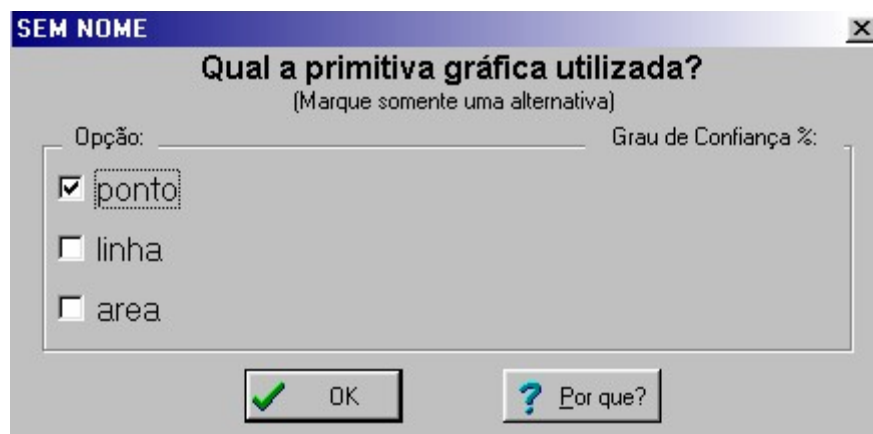 SEM NOME
Qual a primitiva gráfica utilizada?
(Marque somente uma alternativa)
Opção: Grau de Confiança %:
ponto
linha
area
OK Por que?